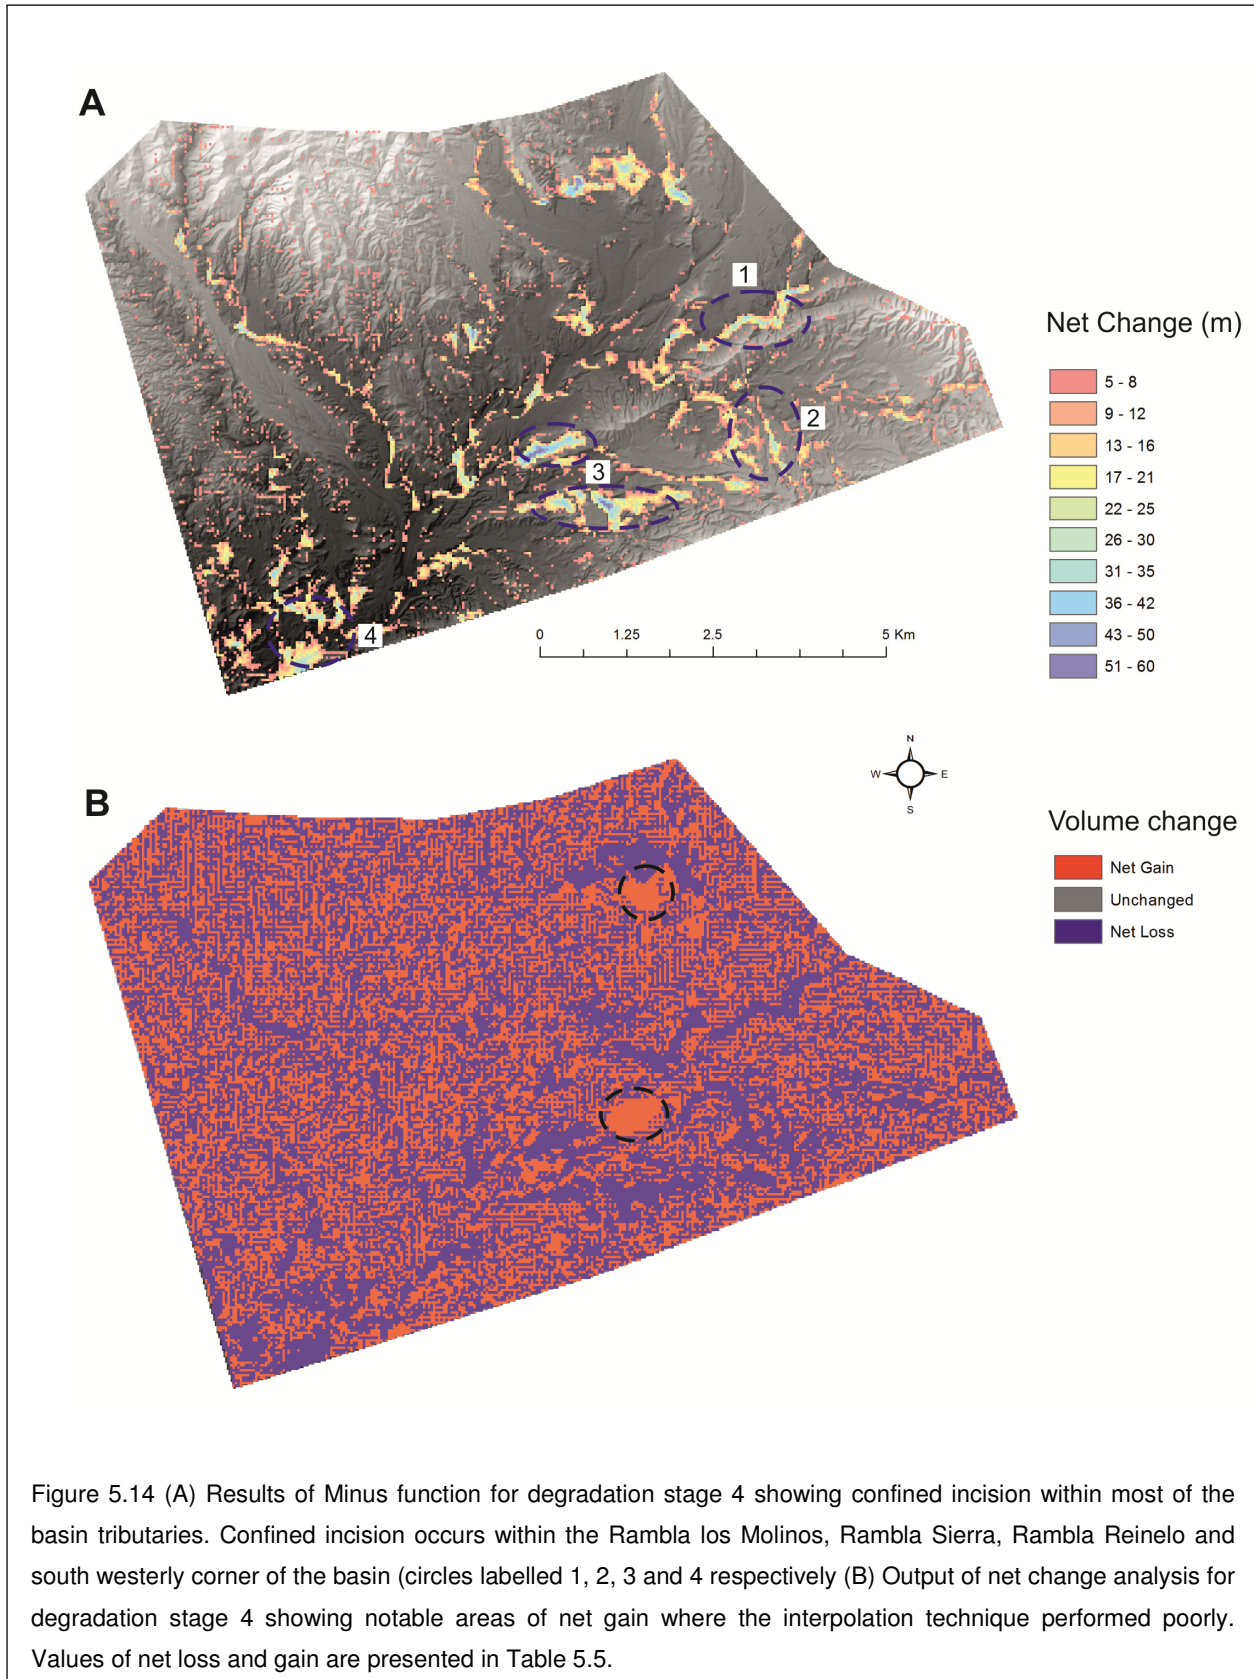 A
1
2
3
4
Net Change (m)
5 - 8
9 - 12
13 - 16
17 - 21
22 - 25
26 - 30
31 - 35
36 - 42
43 - 50
51 - 60
0 1.25 2.5 5 Km
N
W E
S
B
Volume change
Net Gain
Unchanged
Net Loss
Figure 5.14 (A) Results of Minus function for degradation stage 4 showing confined incision within most of the
basin tributaries. Confined incision occurs within the Rambla los Molinos, Rambla Sierra, Rambla Reinelo and
south westerly corner of the basin (circles labelled 1, 2, 3 and 4 respectively (B) Output of net change analysis for
degradation stage 4 showing notable areas of net gain where the interpolation technique performed poorly.
Values of net loss and gain are presented in Table 5.5.